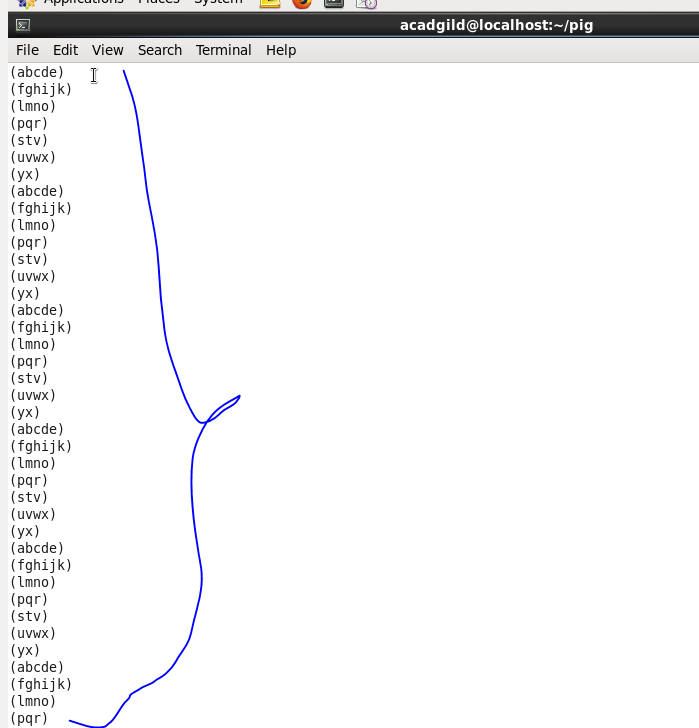 Applications Places System
acadgild@localhost:~/pig
File Edit View Search Terminal Help
(abcde)
(fghijk)
(lmno)
(pqr)
(stv)
(uvwx)
(yx)
(abcde)
(fghijk)
(lmno)
(pqr)
(stv)
(uvwx)
(yx)
(abcde)
(fghijk)
(lmno)
(pqr)
(stv)
(uvwx)
(yx)
(abcde)
(fghijk)
(lmno)
(pqr)
(stv)
(uvwx)
(yx)
(abcde)
(fghijk)
(lmno)
(pqr)
(stv)
(uvwx)
(yx)
(abcde)
(fghijk)
(lmno)
(pqr)